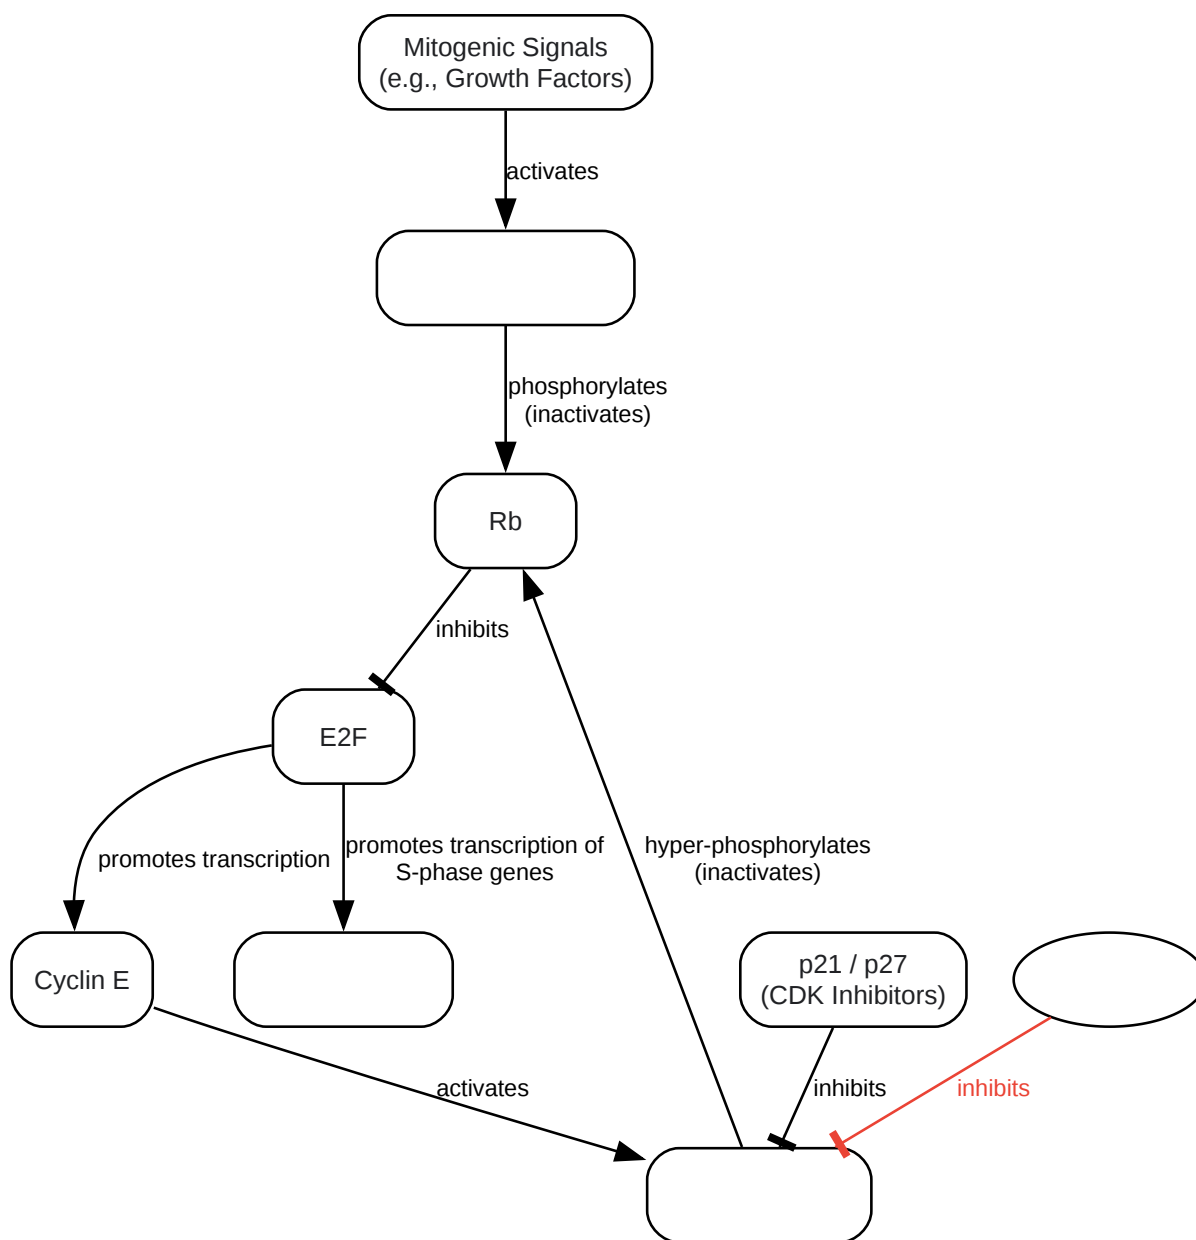 Mitogenic Signals
(e.g., Growth Factors)
activates
phosphorylates
(inactivates)
Rb
inhibits
E2F
promotes transcription
promotes transcription of
S-phase genes
hyper-phosphorylates
(inactivates)
Cyclin E
p21 / p27
(CDK Inhibitors)
activates
inhibits
inhibits